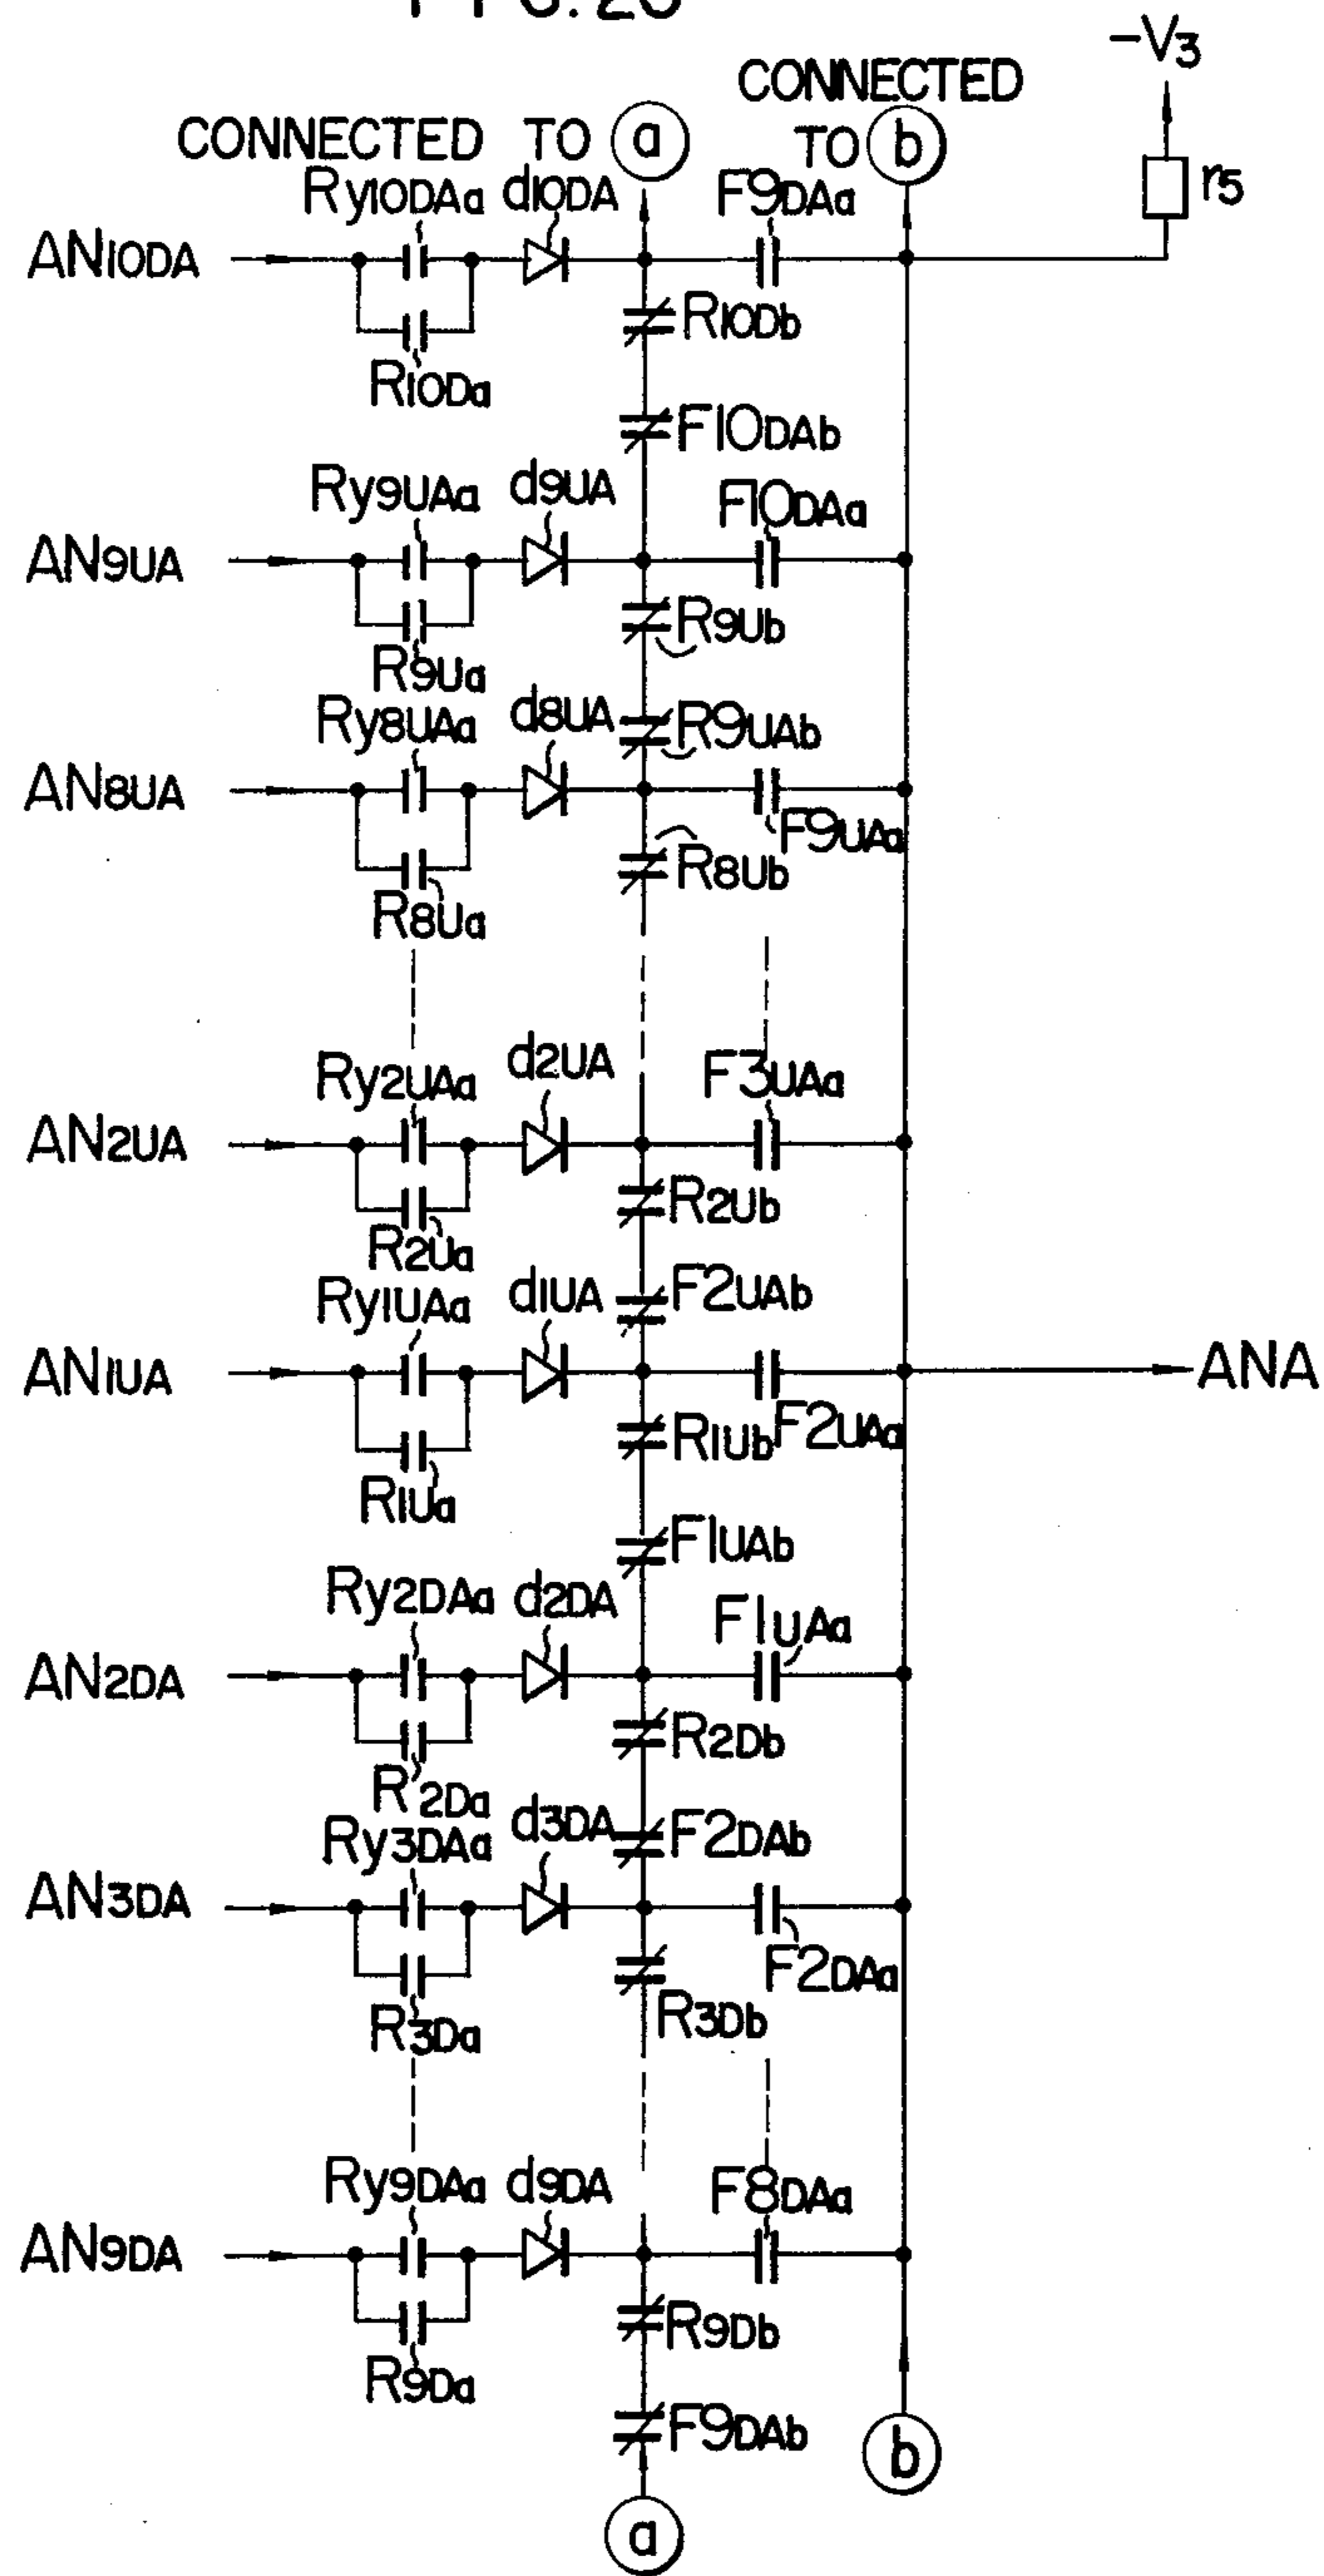 -V3
CONNECTED
CONNECTED TO a
TO b
r5
Ry10DAa
d10DA
F9DAa
AN10DA
R10Db
R10Da
F10DAb
Ry9UAa
d9UA
F10DAa
AN9UA
R9Ub
R9Ua
Ry8UAa
d8UA
R9UAb
AN8UA
F9UAa
R8Ub
R8Ua
Ry2UAa
d2UA
F3UAa
AN2UA
R2Ub
R2Ua
Ry1UAa
d1UA
F2UAb
AN1UA
ANA
R1Ub
F2UAa
R1Ua
F1UAb
Ry2DAa
d2DA
F1UAa
AN2DA
R2Db
R2Da
Ry3DAa
d3DA
F2DAb
AN3DA
F2DAa
R3Db
R3Da
Ry9DAa
d9DA
F8DAa
AN9DA
R9Db
R9Da
F9DAb
b
a